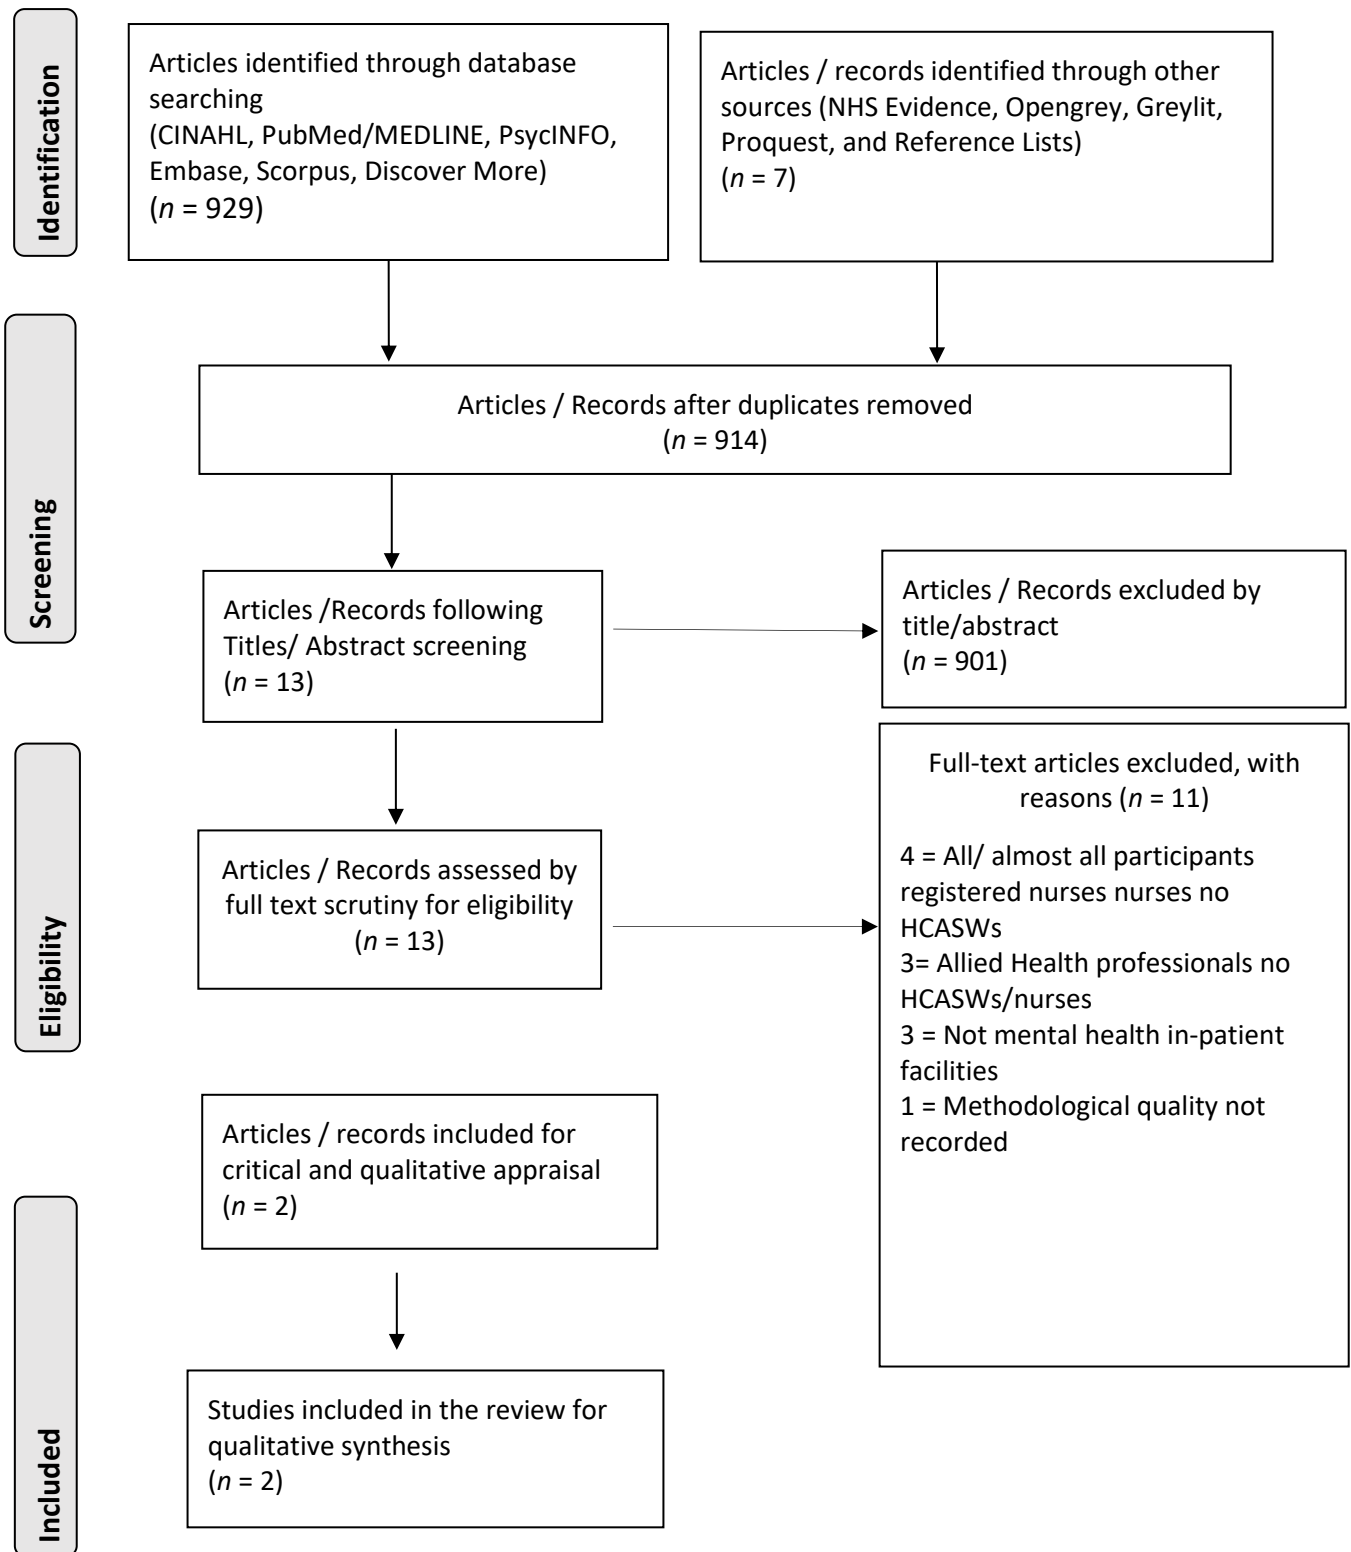 Identification
Articles identified through database
searching
(CINAHL, PubMed/MEDLINE, PsycINFO,
Embase, Scorpus, Discover More)
(n = 929)
Articles / records identified through other
sources (NHS Evidence, Opengrey, Greylit,
Proquest, and Reference Lists)
(n = 7)
Screening
Articles / Records after duplicates removed
(n = 914)
Articles /Records following
Titles/ Abstract screening
(n = 13)
Articles / Records excluded by
title/abstract
(n = 901)
Eligibility
Articles / Records assessed by
full text scrutiny for eligibility
(n = 13)
Full-text articles excluded, with
reasons (n = 11)
4 = All/ almost all participants
registered nurses nurses no
HCASWs
3= Allied Health professionals no
HCASWs/nurses
3 = Not mental health in-patient
facilities
1 = Methodological quality not
recorded
Articles / records included for
critical and qualitative appraisal
(n = 2)
Included
Studies included in the review for
qualitative synthesis
(n = 2)